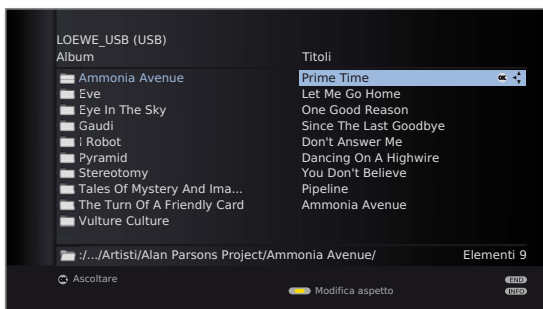 LOEWE_USB (USB)
Album
Titoli
Ammonia Avenue
Eve
Eye In The Sky
Gaudi
I Robot
Pyramid
Stereotomy
Tales Of Mystery And Ima...
The Turn Of A Friendly Card
Vulture Culture
Prime Time OK
Let Me Go Home
One Good Reason
Since The Last Goodbye
Don't Answer Me
Dancing On A Highwire
You Don't Believe
Pipeline
Ammonia Avenue
:/.../Artisti/Alan Parsons Project/Ammonia Avenue/ Elementi 9
OK Ascoltare
Modifica aspetto
END
INFO